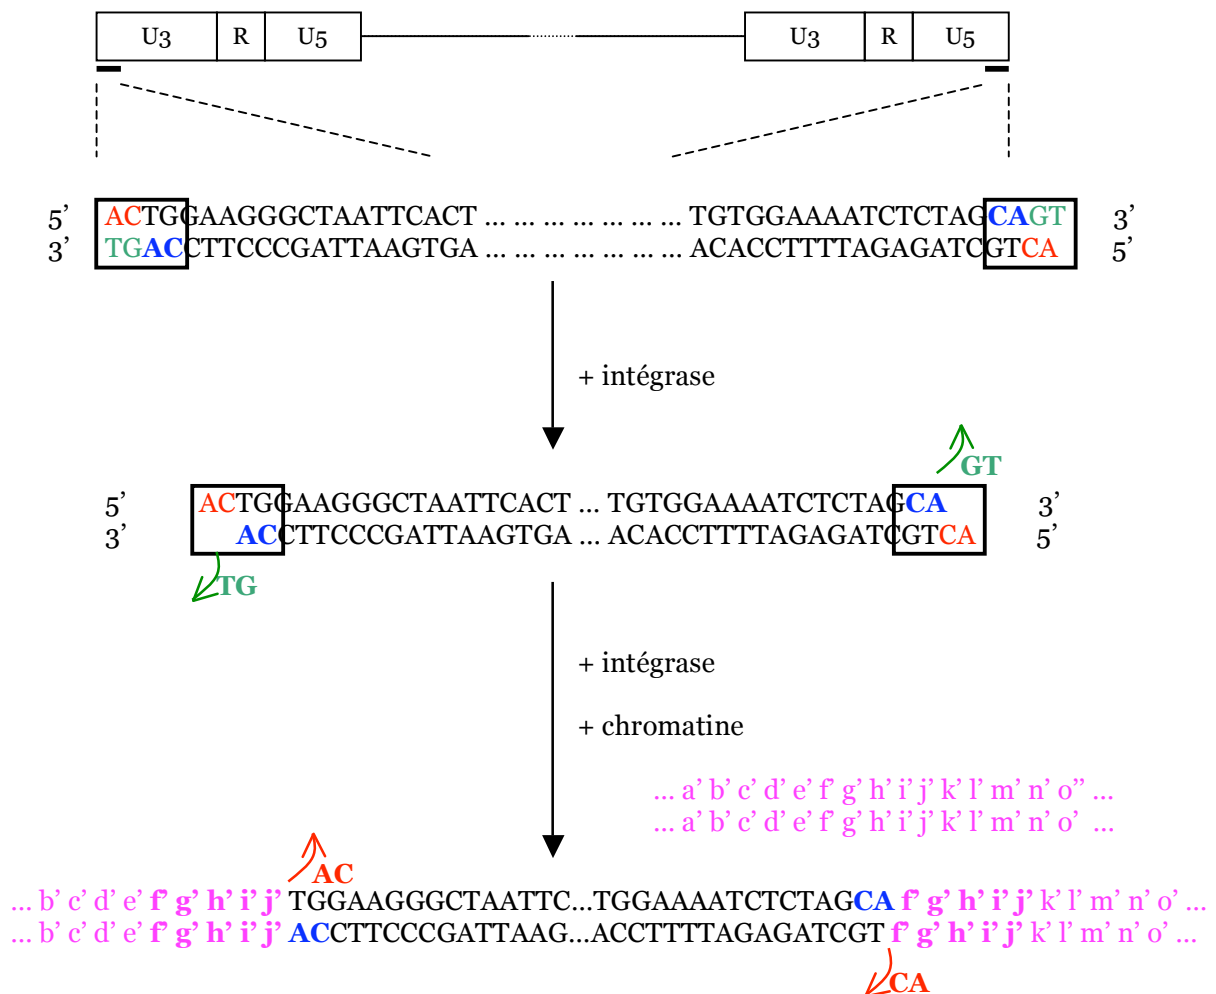 U3 R U5 U3 R U5
5’ ACTGGAAGGGCTAATTCACT ... ... ... ... ... ... ... TGTGGAAAATCTCTAGCAGT 3’
3’ TGACCTTCCCGATTAAGTGA ... ... ... ... ... ... ... ACACCTTTTAGAGATCGTCA 5’
+ intégrase
GT
5’ ACTGGAAGGGCTAATTCACT ... TGTGGAAAATCTCTAGCA 3’
3’ ACCTTCCCGATTAAGTGA ... ACACCTTTTAGAGATCGTCA 5’
TG
+ intégrase
+ chromatine
... a’ b’ c’ d’ e’ f’ g’ h’ i’ j’ k’ l’ m’ n’ o’’ ...
... a’ b’ c’ d’ e’ f’ g’ h’ i’ j’ k’ l’ m’ n’ o’ ...
AC
... b’ c’ d’ e’ f’ g’ h’ i’ j’ TGGAAGGGCTAATTC...TGGAAAATCTCTAGCA f’ g’ h’ i’ j’ k’ l’ m’ n’ o’ ...
... b’ c’ d’ e’ f’ g’ h’ i’ j’ ACCTTCCCGATTAAG...ACCTTTTAGAGATCGT f’ g’ h’ i’ j’ k’ l’ m’ n’ o’ ...
CA